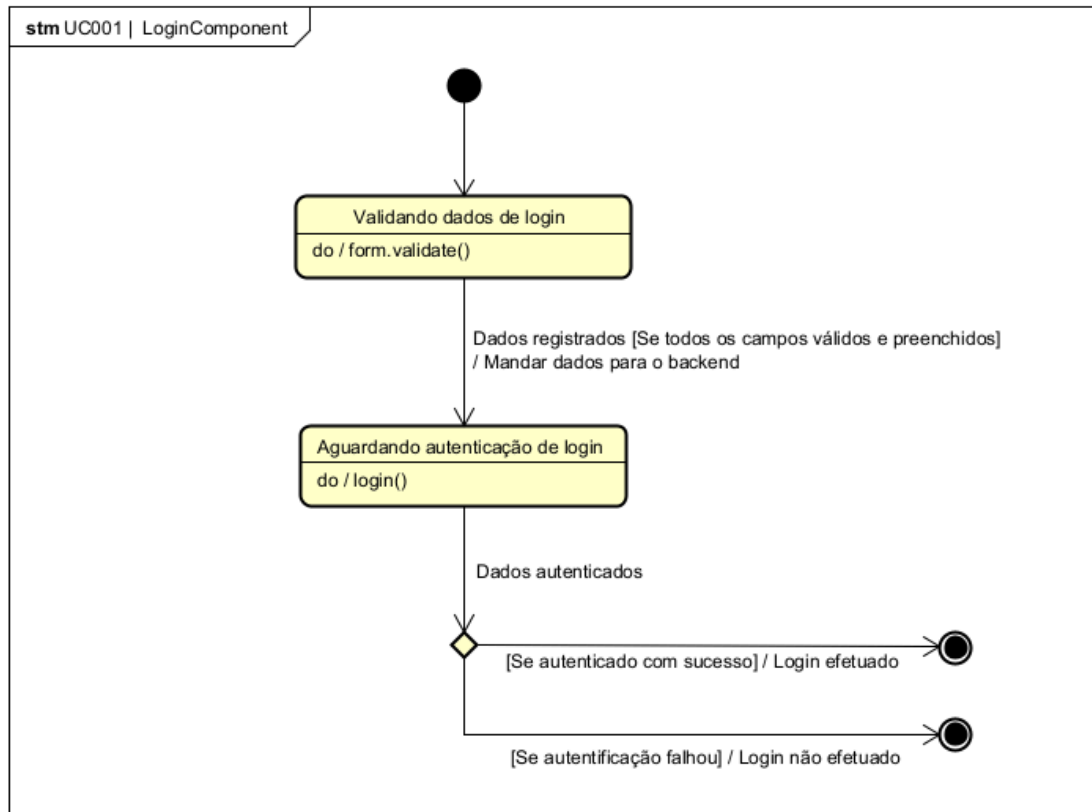 stm UC001 | LoginComponent
Validando dados de login
do / form.validate()
Dados registrados [Se todos os campos válidos e preenchidos]
/ Mandar dados para o backend
Aguardando autenticação de login
do / login()
Dados autenticados
[Se autenticado com sucesso] / Login efetuado
[Se autentificação falhou] / Login não efetuado